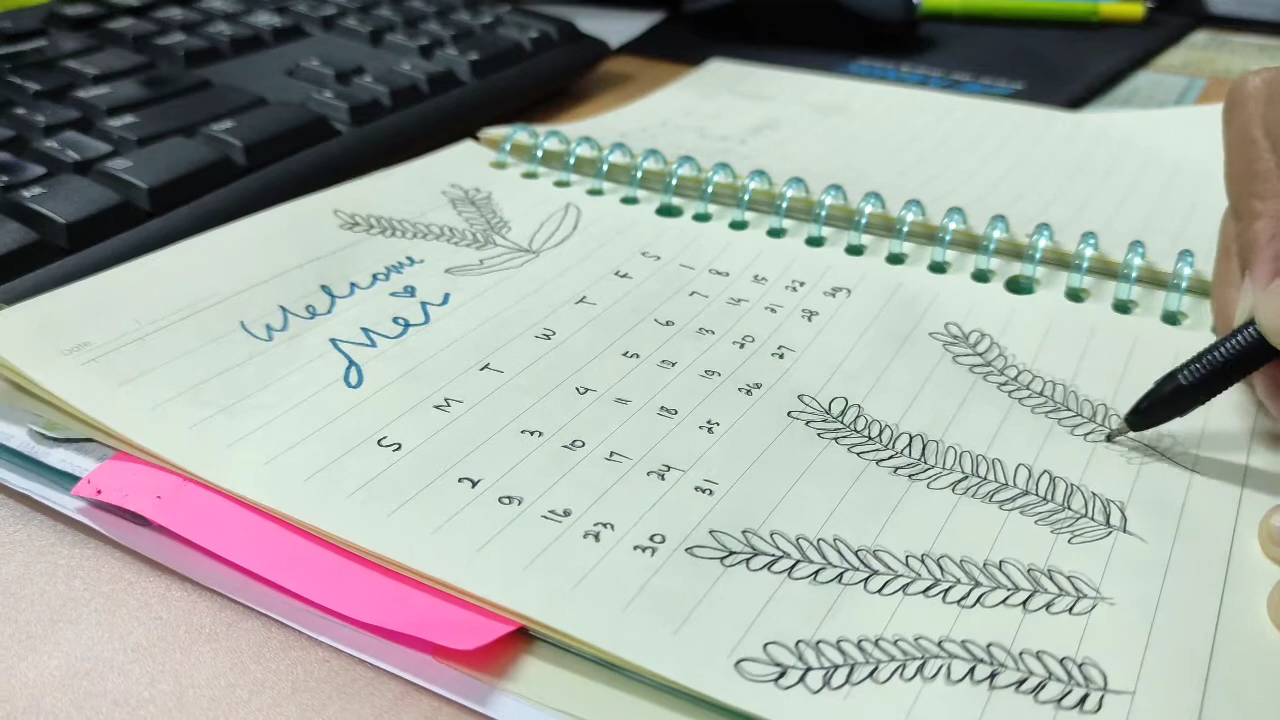 Date
Welcome
Mei
S M T W T F S
1
2 3 4 5 6 7 8
9 10 11 12 13 14 15
16 17 18 19 20 21 22
23 24 25 26 27 28 29
30 31